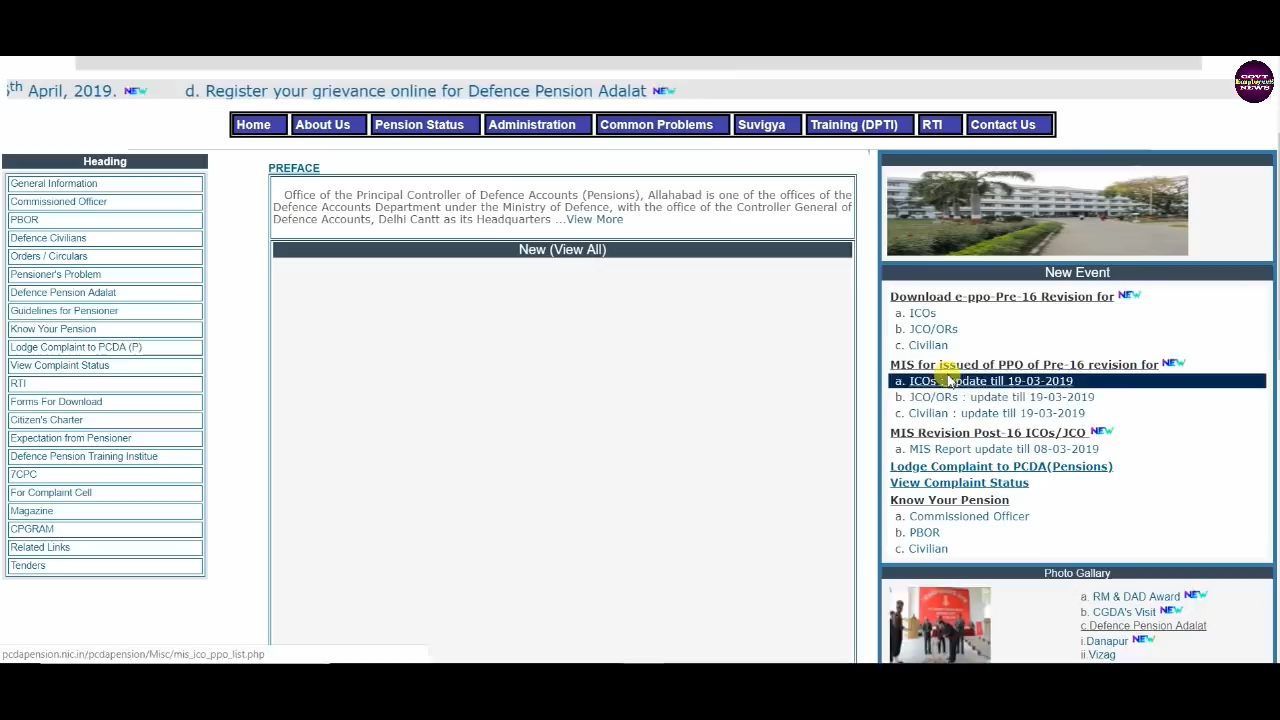 th April, 2019. NEW d. Register your grievance online for Defence Pension Adalat NEW
GOVT
Employees
NEWS
Home About Us Pension Status Administration Common Problems Suvigya Training (DPTI) RTI Contact Us
Heading
General Information
Commissioned Officer
PBOR
Defence Civilians
Orders / Circulars
Pensioner's Problem
Defence Pension Adalat
Guidelines for Pensioner
Know Your Pension
Lodge Complaint to PCDA (P)
View Complaint Status
RTI
Forms For Download
Citizen's Charter
Expectation from Pensioner
Defence Pension Training Institue
7CPC
For Complaint Cell
Magazine
CPGRAM
Related Links
Tenders
PREFACE
Office of the Principal Controller of Defence Accounts (Pensions), Allahabad is one of the offices of the
Defence Accounts Department under the Ministry of Defence, with the office of the Controller General of
Defence Accounts, Delhi Cantt as its Headquarters ...View More
New (View All)
New Event
Download e-ppo-Pre-16 Revision for NEW
a. ICOs
b. JCO/ORs
c. Civilian
MIS for issued of PPO of Pre-16 revision for NEW
a. ICOs : update till 19-03-2019
b. JCO/ORs : update till 19-03-2019
c. Civilian : update till 19-03-2019
MIS Revision Post-16 ICOs/JCO NEW
a. MIS Report update till 08-03-2019
Lodge Complaint to PCDA(Pensions)
View Complaint Status
Know Your Pension
a. Commissioned Officer
b. PBOR
c. Civilian
Photo Gallary
a. RM & DAD Award NEW
b. CGDA's Visit NEW
c.Defence Pension Adalat
i.Danapur NEW
ii.Vizag
pcdapension.nic.in/pcdapension/Misc/mis_ico_ppo_list.php